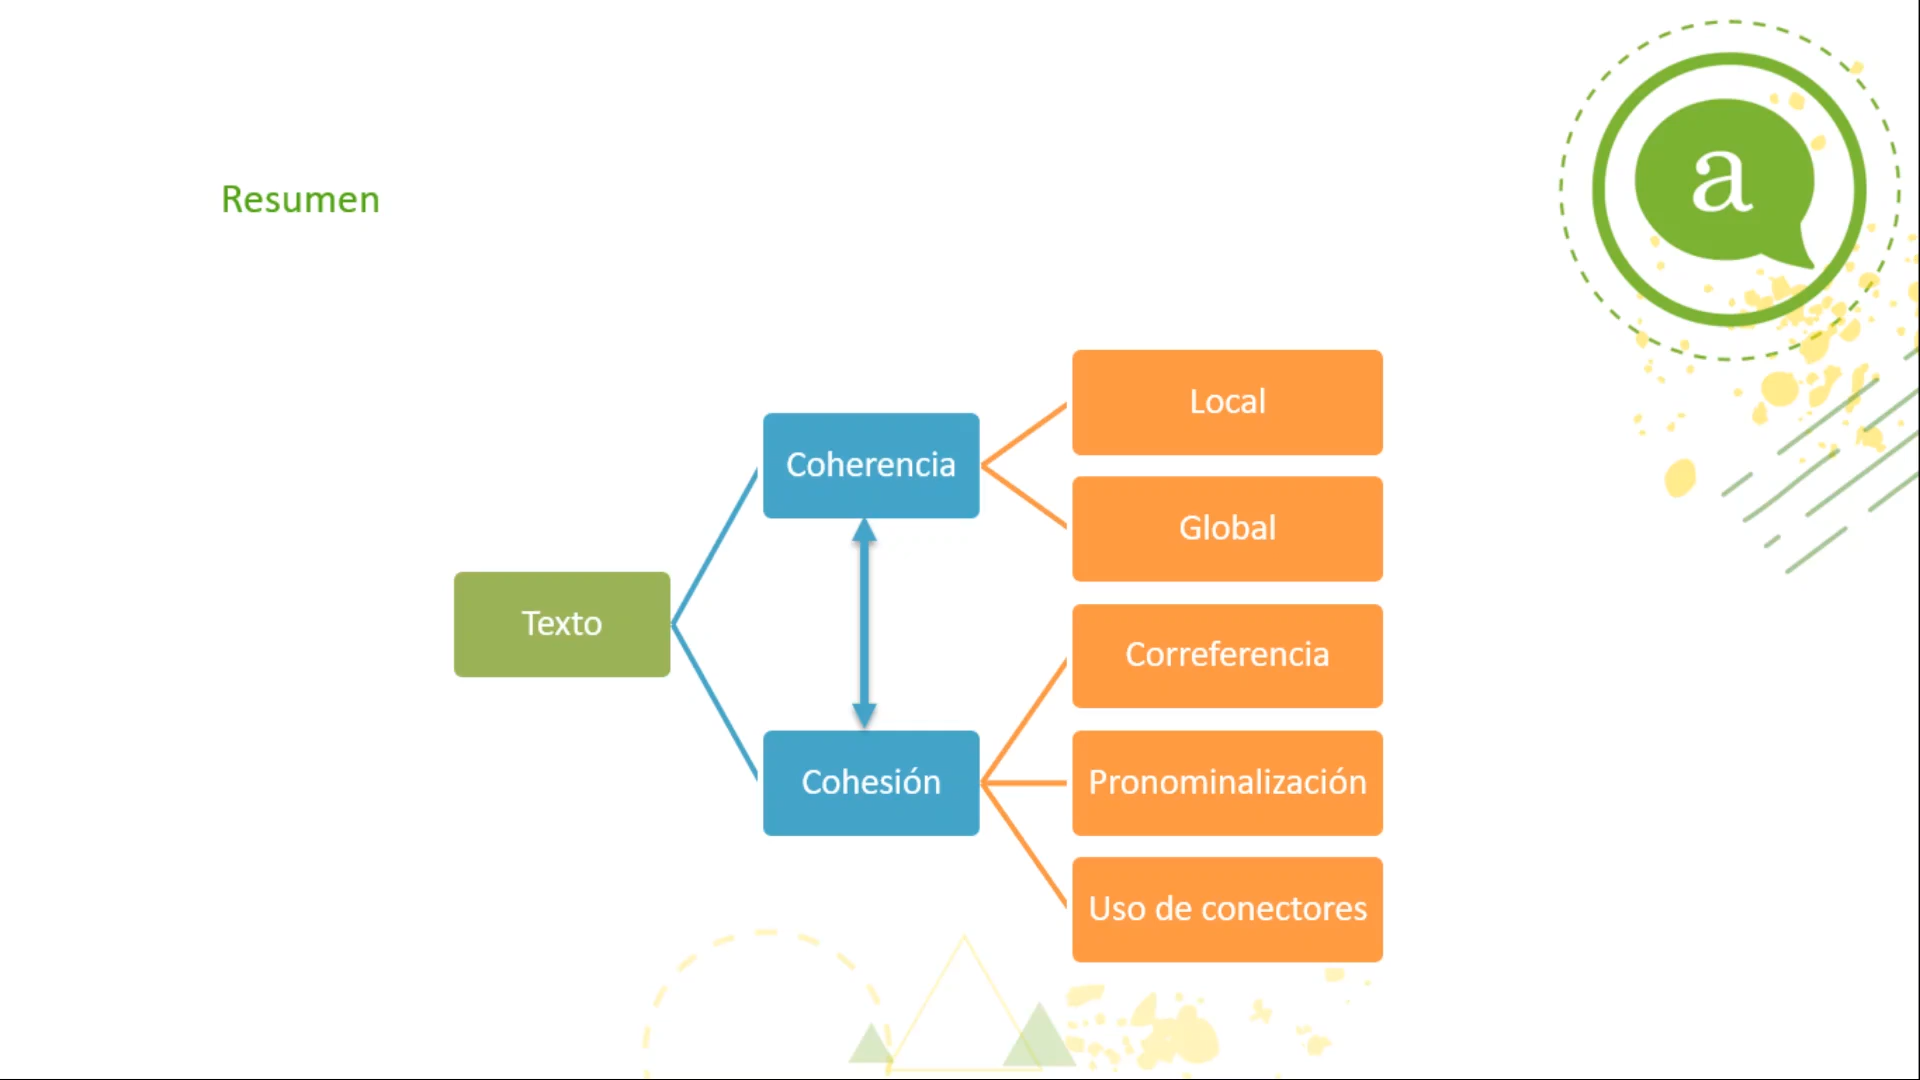 a
Resumen
Local
Coherencia
Global
Texto
Correferencia
Cohesión
Pronominalización
Uso de conectores